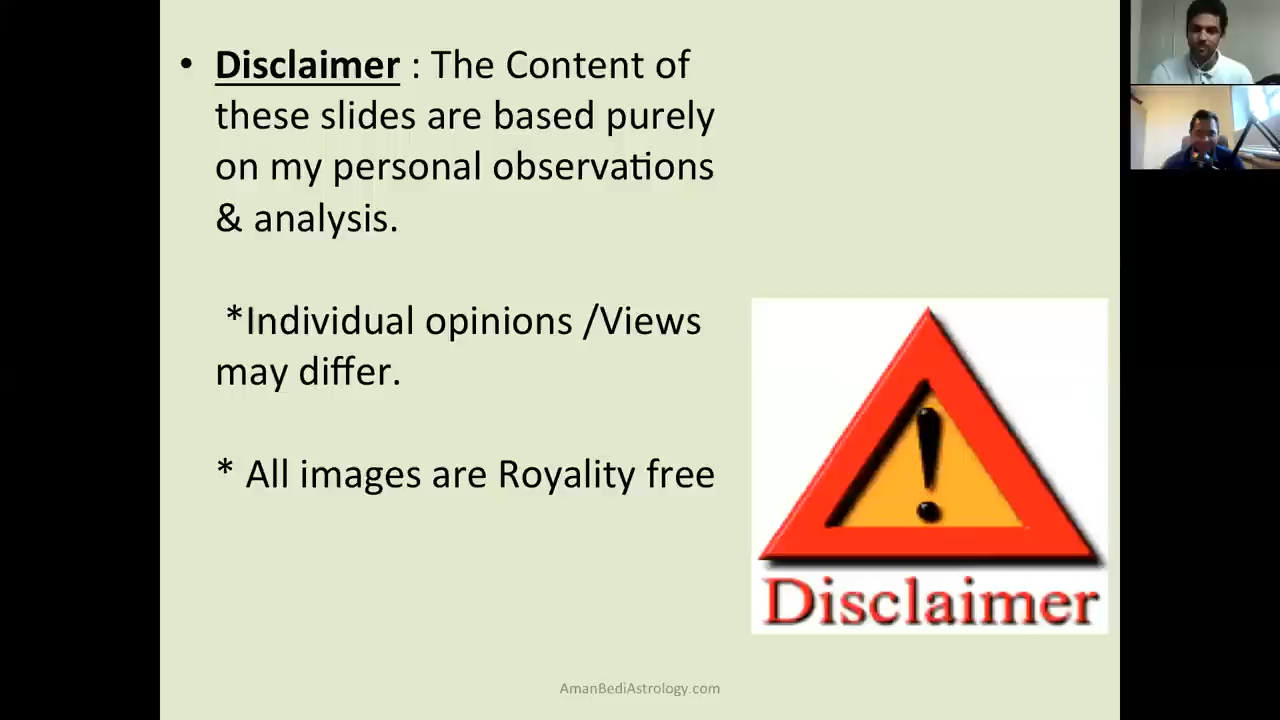 • Disclaimer : The Content of
these slides are based purely
on my personal observations
& analysis.
*Individual opinions /Views
may differ.
* All images are Royality free
Disclaimer
AmanBediAstrology.com